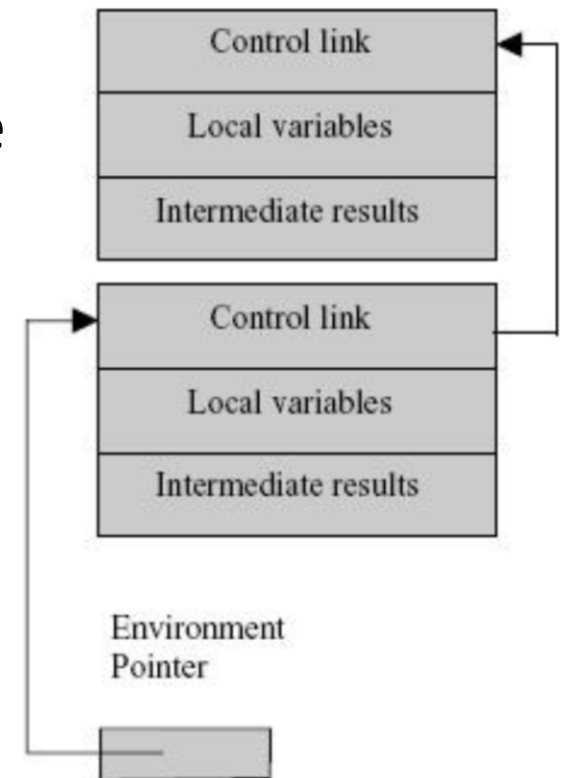 Control link
Local variables
Intermediate results
Control link
Local variables
Intermediate results
Environment
Pointer